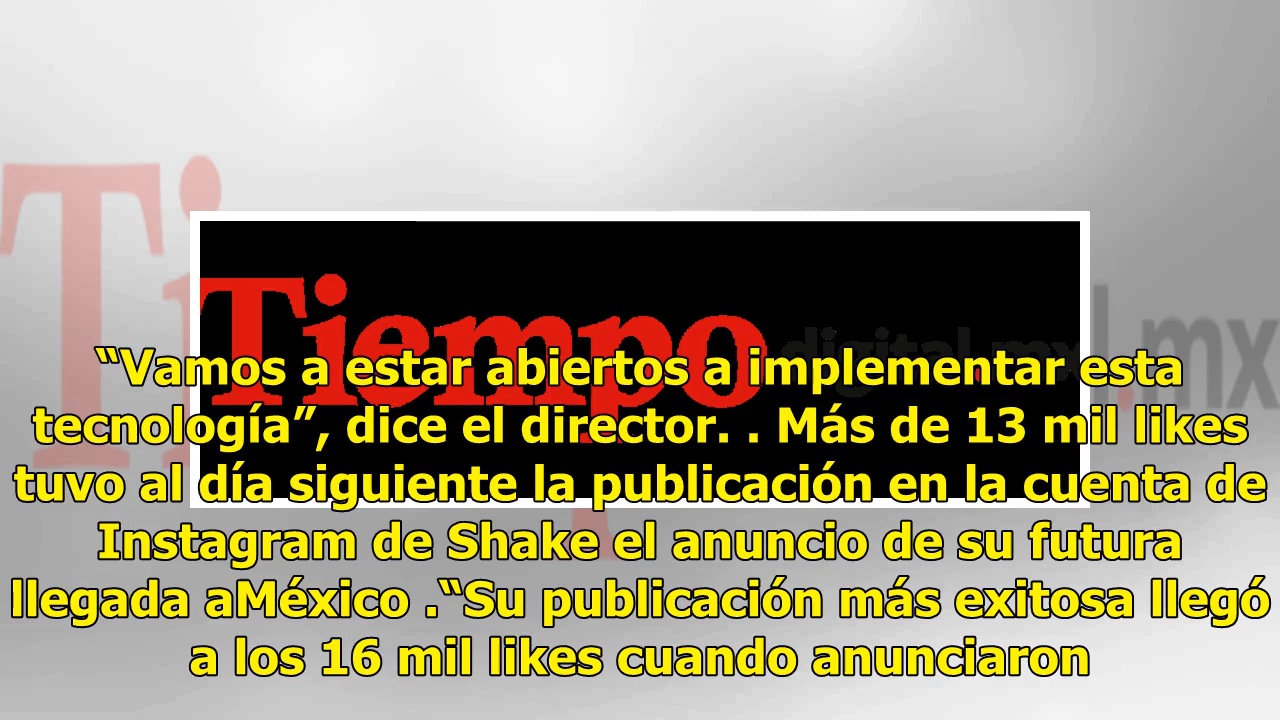 Tiempo
digital.mx
l.mx
Ti
“Vamos a estar abiertos a implementar esta
tecnología”, dice el director. . Más de 13 mil likes
tuvo al día siguiente la publicación en la cuenta de
Instagram de Shake el anuncio de su futura
llegada aMéxico .“Su publicación más exitosa llegó
a los 16 mil likes cuando anunciaron